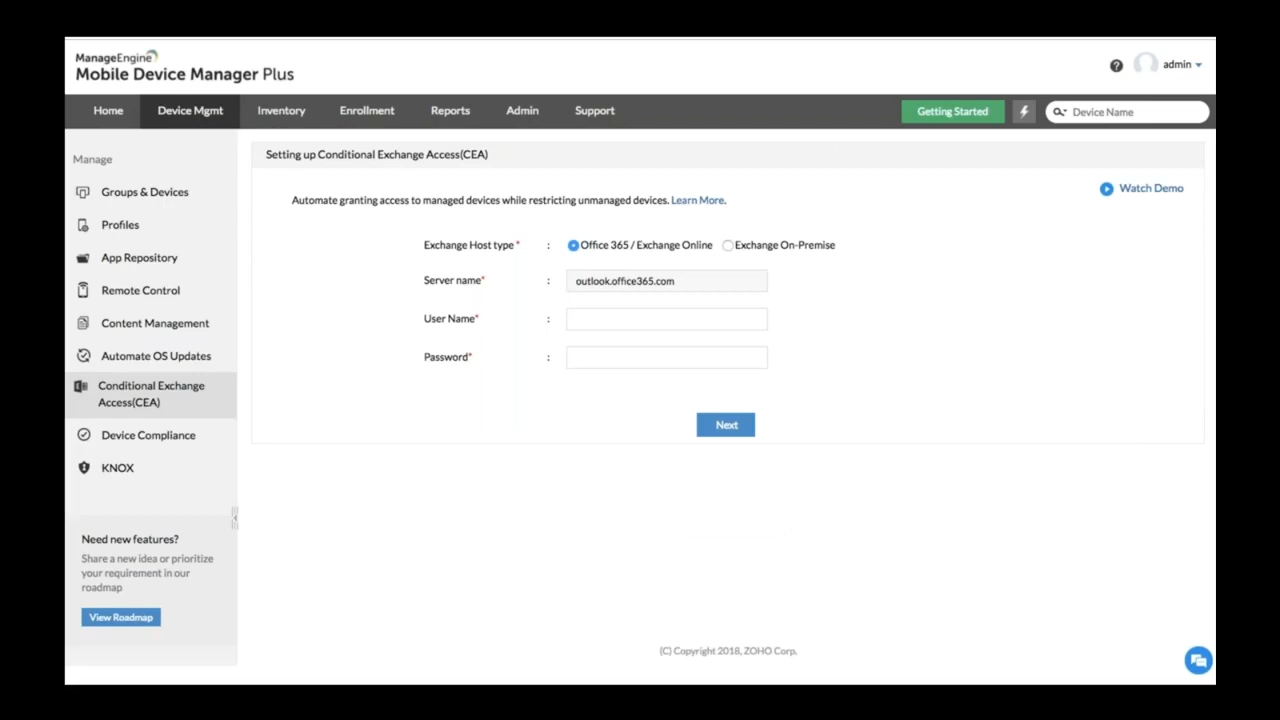 ManageEngine
Mobile Device Manager Plus
admin
Home Device Mgmt Inventory Enrollment Reports Admin Support Getting Started Device Name
Manage
Groups & Devices
Profiles
App Repository
Remote Control
Content Management
Automate OS Updates
Conditional Exchange
Access(CEA)
Device Compliance
KNOX
Need new features?
Share a new idea or prioritize
your requirement in our
roadmap
View Roadmap
Setting up Conditional Exchange Access(CEA)
Watch Demo
Automate granting access to managed devices while restricting unmanaged devices. Learn More.
Exchange Host type* : Office 365 / Exchange Online Exchange On-Premise
Server name* : outlook.office365.com
User Name* :
Password* :
Next
(C) Copyright 2018, ZOHO Corp.